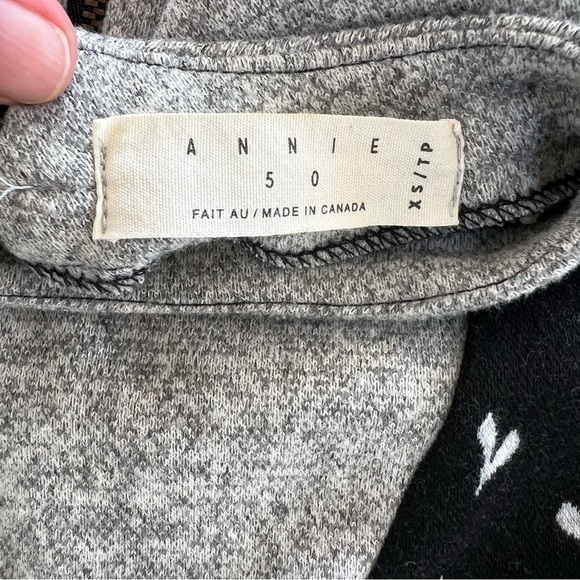 A N N I E
5 0
FAIT AU / MADE IN CANADA
XS/TP